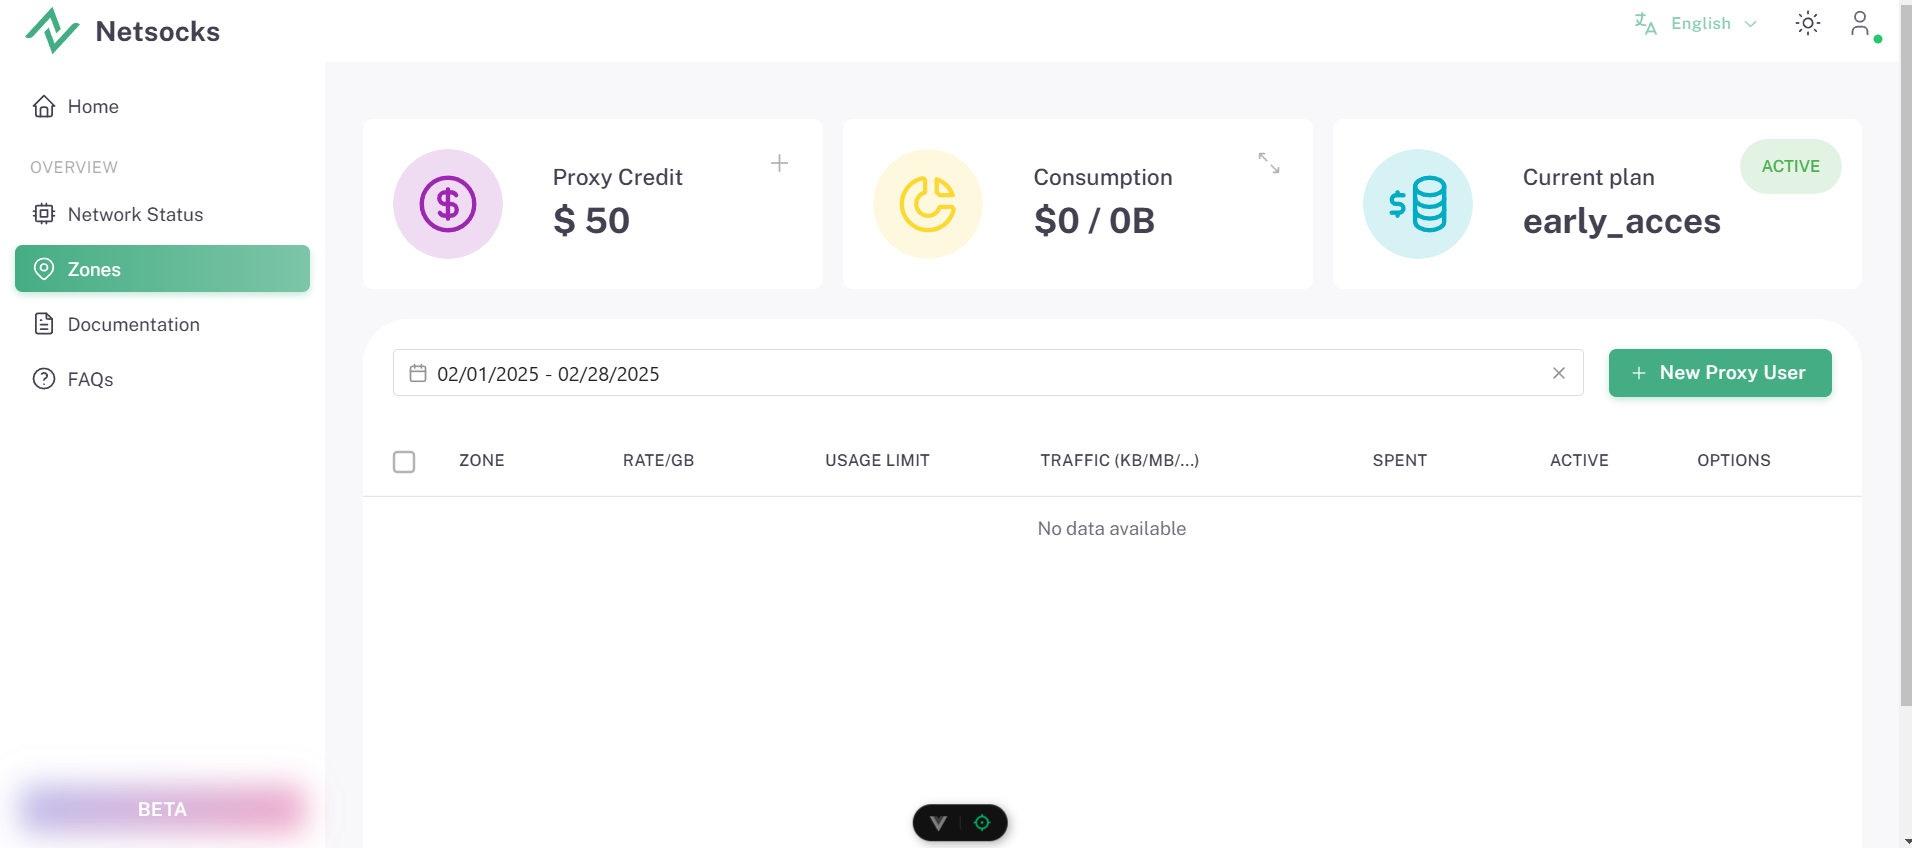 Netsocks
English
Home
OVERVIEW
Network Status
Zones
Documentation
FAQs
BETA
Proxy Credit
$ 50
Consumption
$0 / 0B
Current plan
early_acces
ACTIVE
02/01/2025 - 02/28/2025
New Proxy User
ZONE RATE/GB USAGE LIMIT TRAFFIC (KB/MB/...) SPENT ACTIVE OPTIONS
No data available